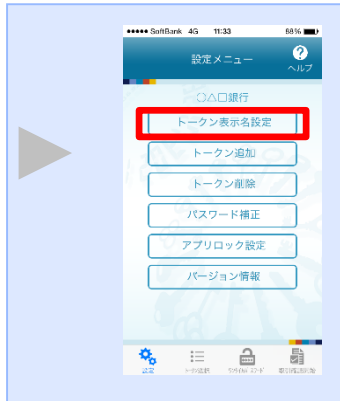 SoftBank 4G 11:33 88%
設定メニュー
?
ヘルプ
○△□銀行
トークン表示名設定
トークン追加
トークン削除
パスワード補正
アプリロック設定
バージョン情報
設定